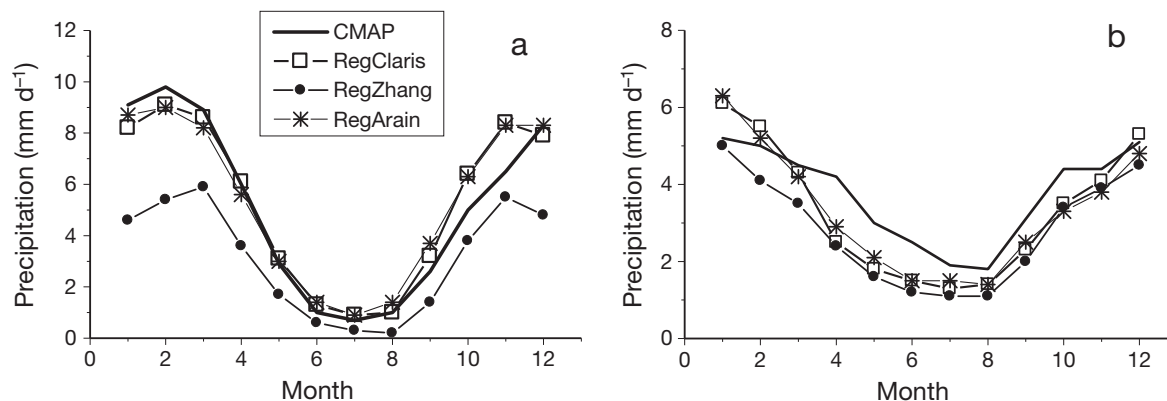 a
Precipitation (mm d⁻¹)
12
10
8
6
4
2
0
CMAP
RegClaris
RegZhang
RegArain
0 2 4 6 8 10 12
Month
b
Precipitation (mm d⁻¹)
8
6
4
2
0
0 2 4 6 8 10 12
Month